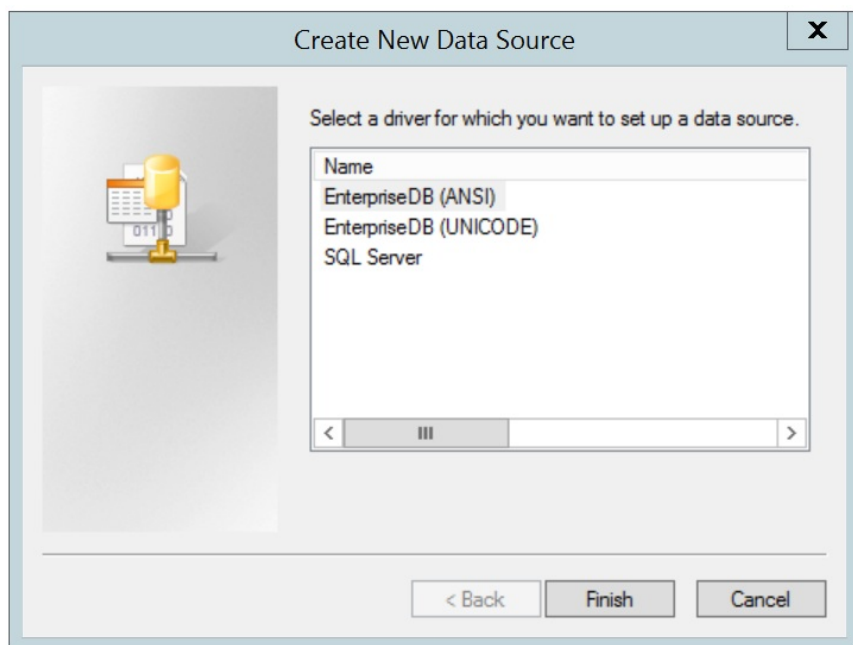 Create New Data Source
X
Select a driver for which you want to set up a data source.
Name
EnterpriseDB (ANSI)
EnterpriseDB (UNICODE)
SQL Server
< Back
Finish
Cancel